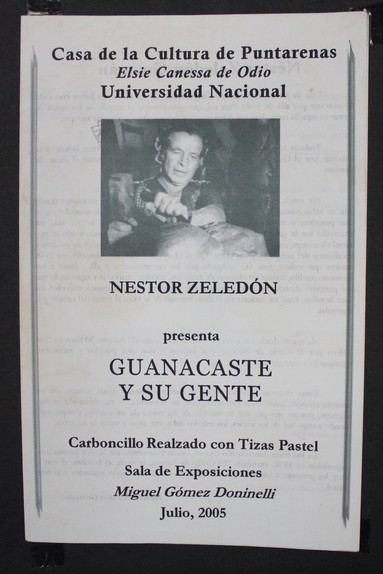 Casa de la Cultura de Puntarenas
Elsie Canessa de Odio
Universidad Nacional
NESTOR ZELEDÓN
presenta
GUANACASTE
Y SU GENTE
Carboncillo Realzado con Tizas Pastel
Sala de Exposiciones
Miguel Gómez Doninelli
Julio, 2005